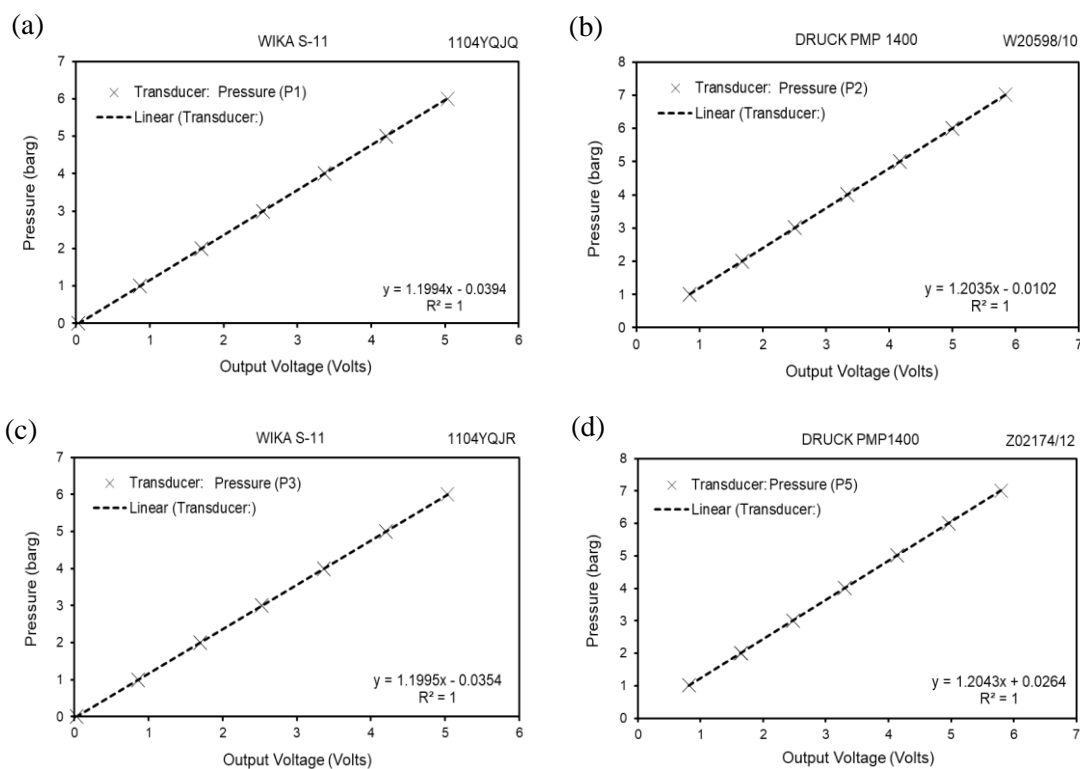 (a)
WIKA S-11 1104YQJQ
7
6
5
4
3
2
1
0
Pressure (barg)
Transducer: Pressure (P1)
Linear (Transducer:)
y = 1.1994x - 0.0394
R² = 1
0 1 2 3 4 5 6
Output Voltage (Volts)
(b)
DRUCK PMP 1400 W20598/10
8
7
6
5
4
3
2
1
0
Pressure (barg)
Transducer: Pressure (P2)
Linear (Transducer:)
y = 1.2035x - 0.0102
R² = 1
0 1 2 3 4 5 6 7
Output Voltage (Volts)
(c)
WIKA S-11 1104YQJR
7
6
5
4
3
2
1
0
Pressure (barg)
Transducer: Pressure (P3)
Linear (Transducer:)
y = 1.1995x - 0.0354
R² = 1
0 1 2 3 4 5 6
Output Voltage (Volts)
(d)
DRUCK PMP1400 Z02174/12
8
7
6
5
4
3
2
1
0
Pressure (barg)
Transducer: Pressure (P5)
Linear (Transducer:)
y = 1.2043x + 0.0264
R² = 1
0 1 2 3 4 5 6 7
Output Voltage (Volts)